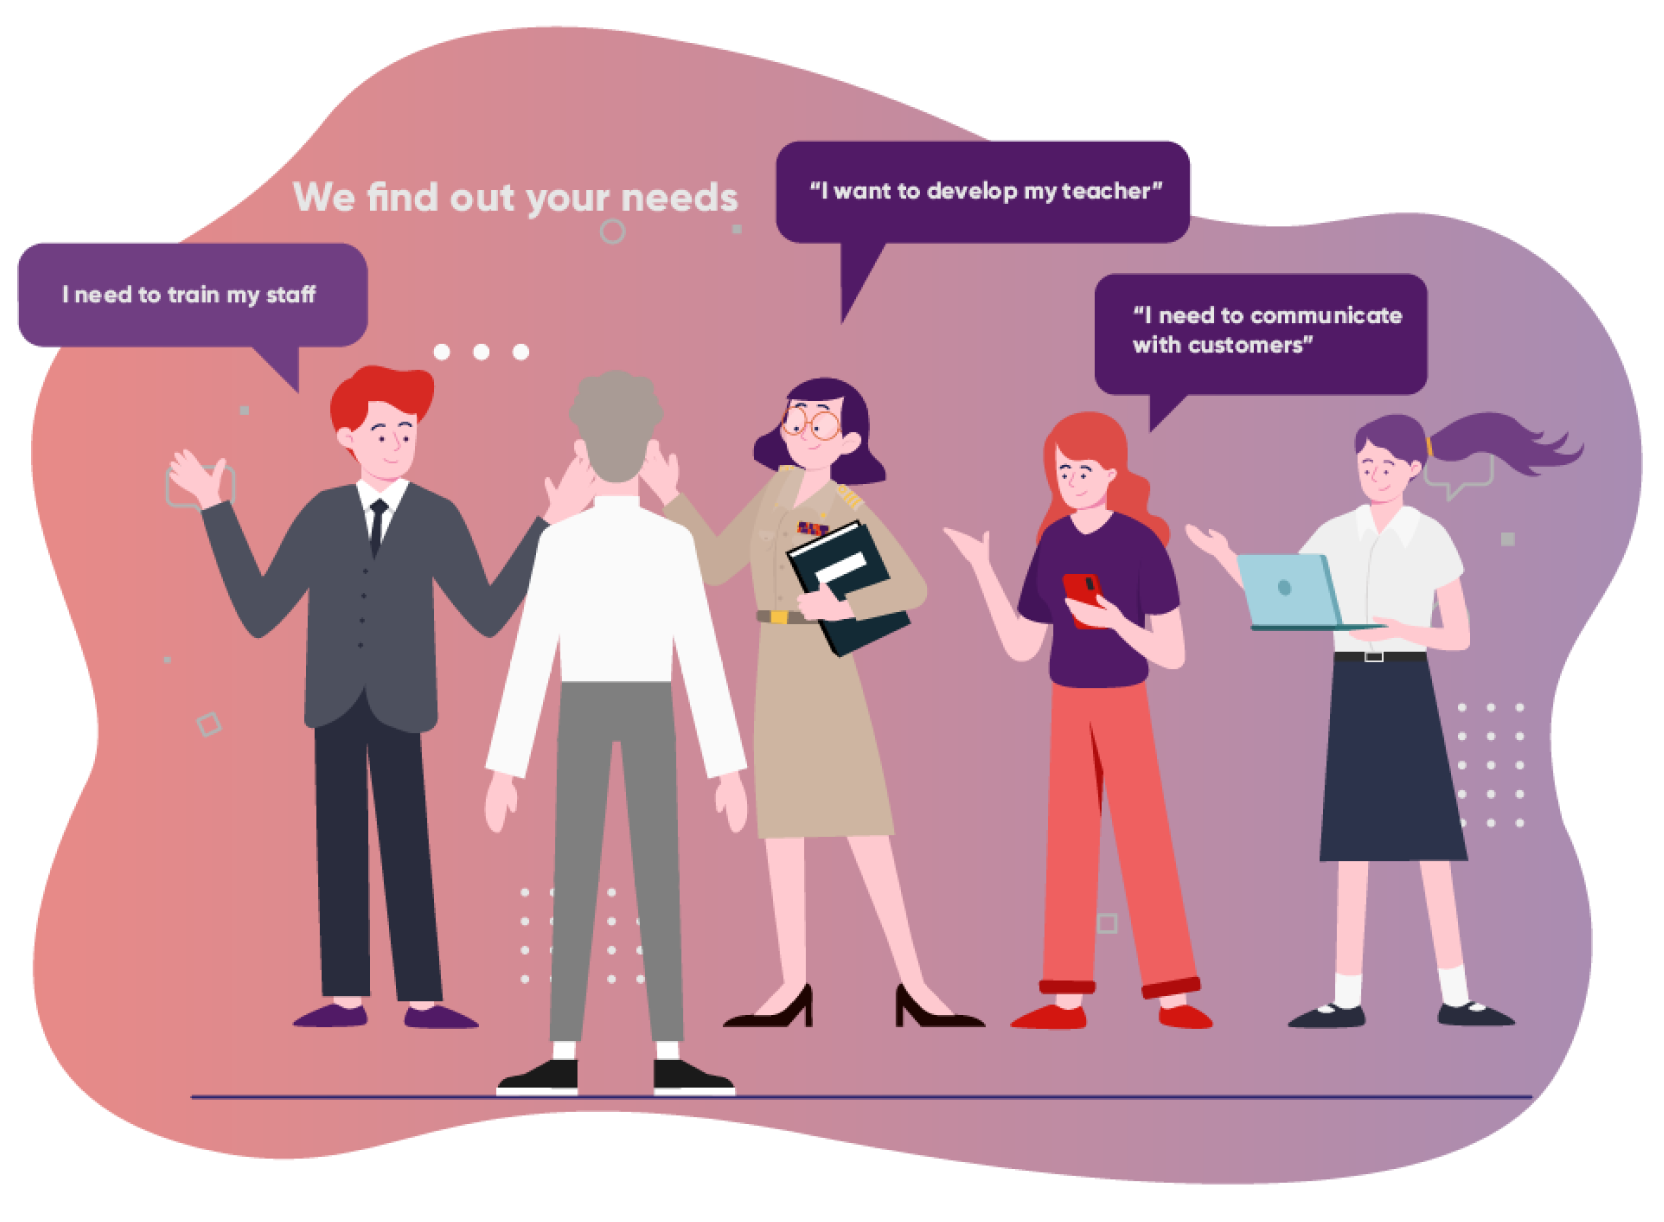 We find out your needs
“I want to develop my teacher”
I need to train my staff
“I need to communicate
with customers”